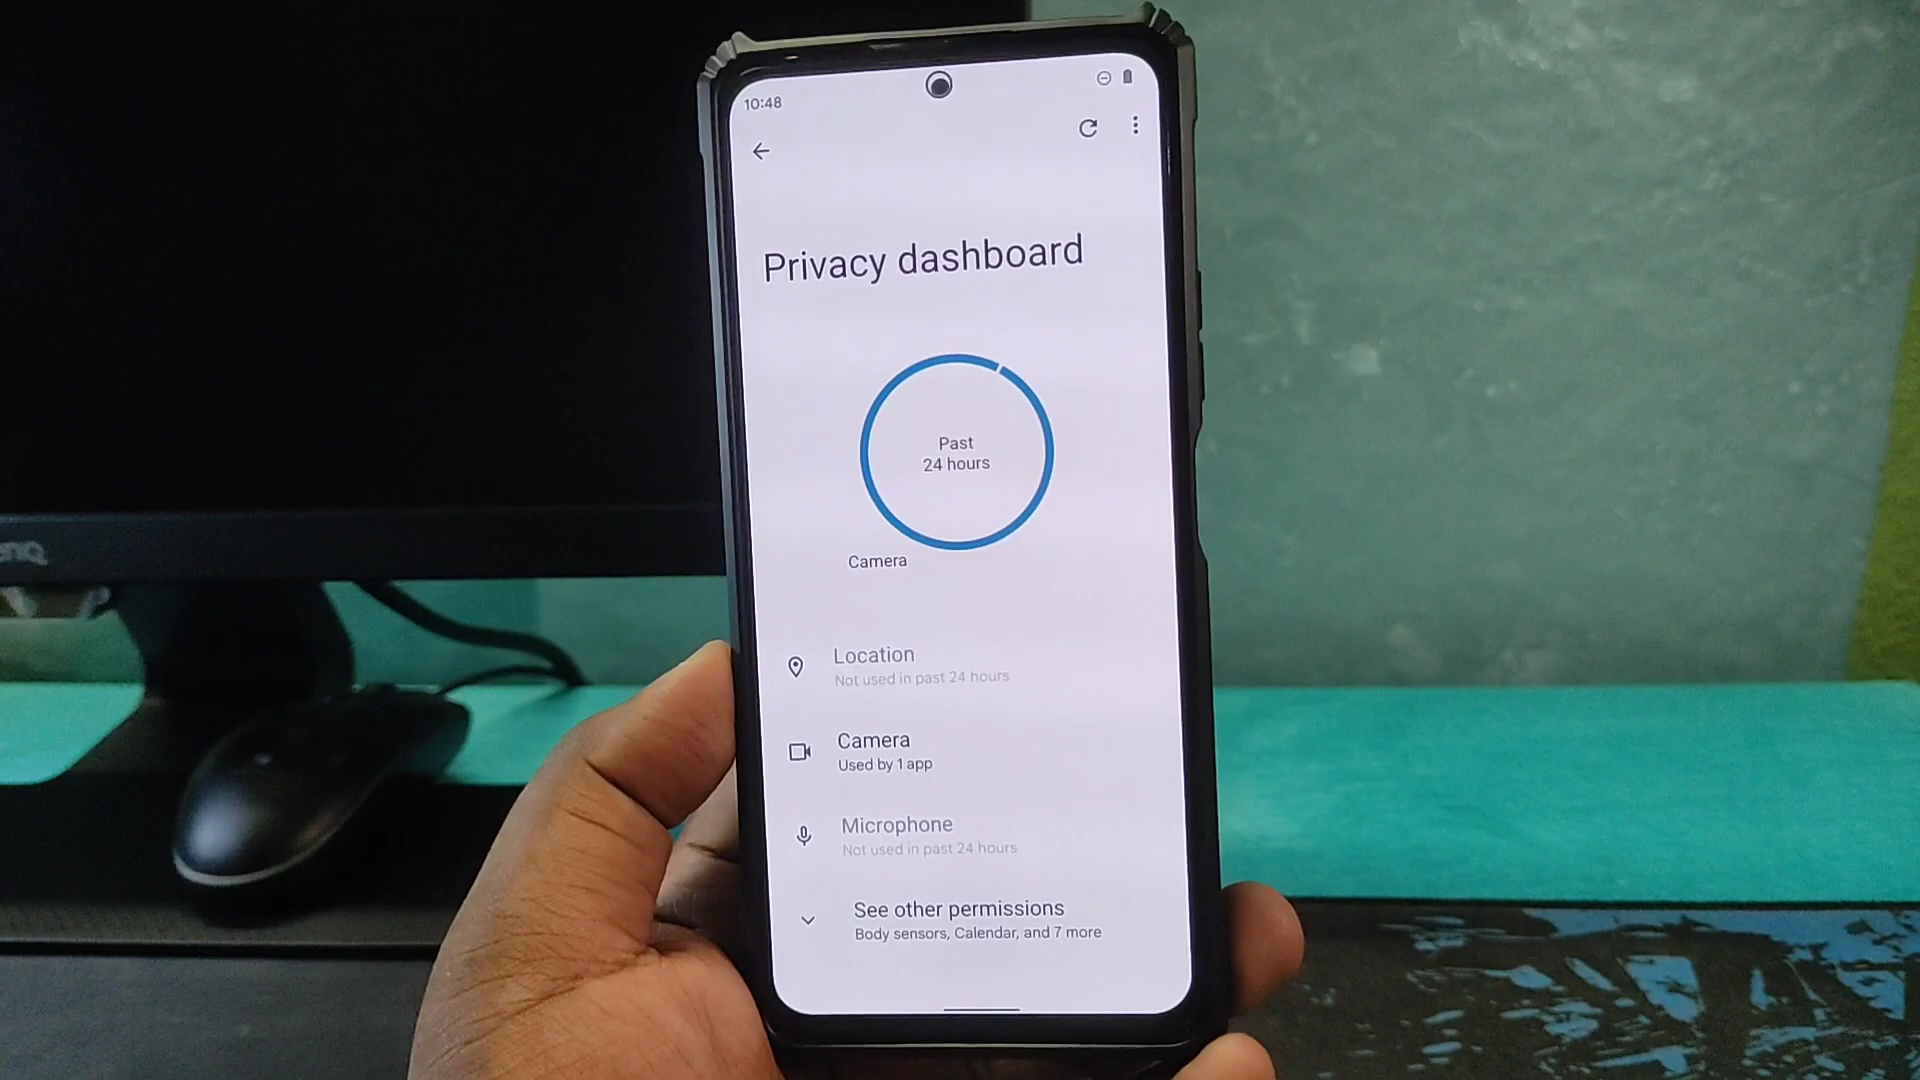 10:48
Privacy dashboard
Past
24 hours
Camera
Location
Not used in past 24 hours
Camera
Used by 1 app
Microphone
Not used in past 24 hours
See other permissions
Body sensors, Calendar, and 7 more